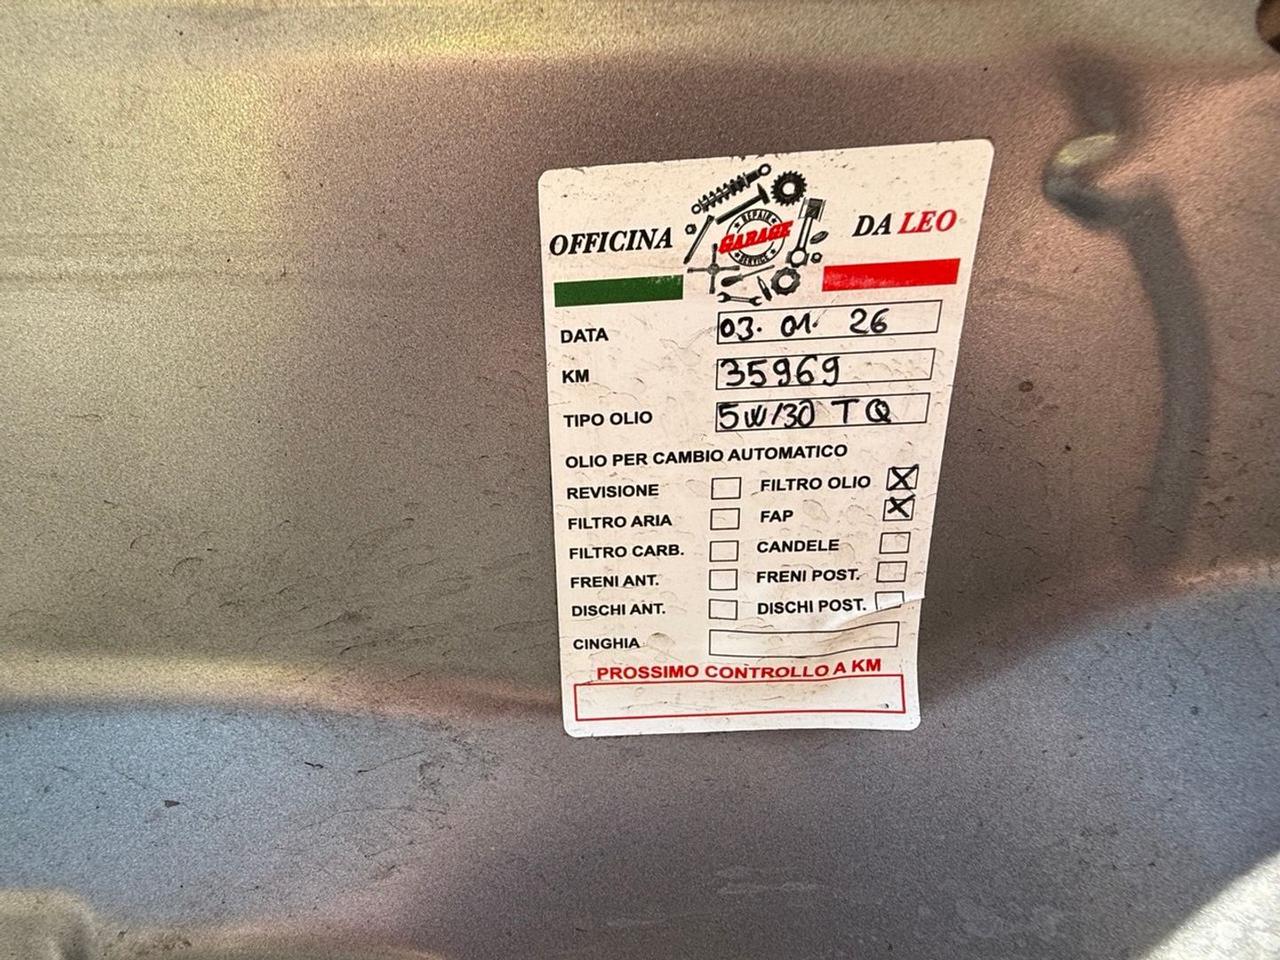 OFFICINA DA LEO
REPAIR
GARAGE
SERVICE
DATA 03. 01. 26
KM 35969
TIPO OLIO 5W/30 TQ
OLIO PER CAMBIO AUTOMATICO
REVISIONE FILTRO OLIO X
FILTRO ARIA FAP X
FILTRO CARB. CANDELE
FRENI ANT. FRENI POST.
DISCHI ANT. DISCHI POST.
CINGHIA
PROSSIMO CONTROLLO A KM